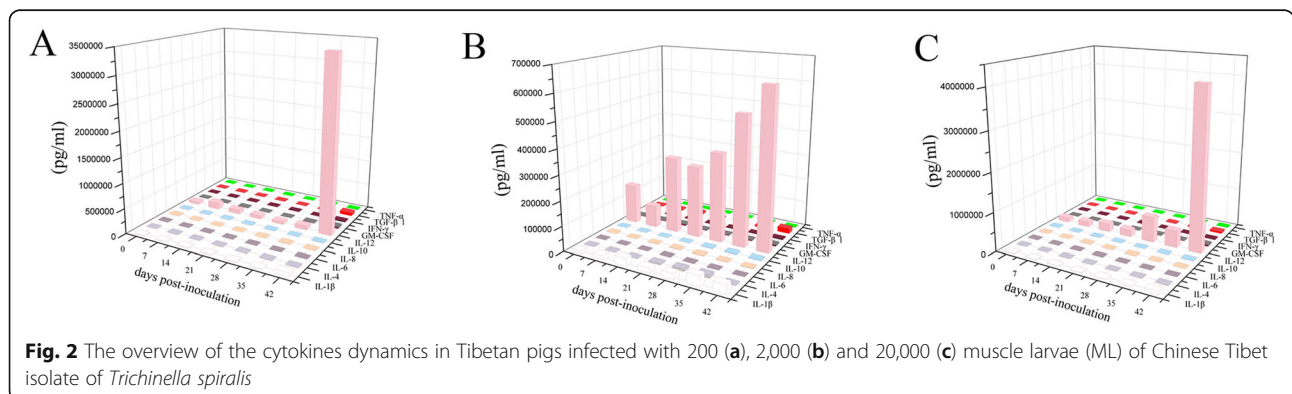 A
3500000
3000000
2500000
2000000
1500000
1000000
500000
0
(pg/ml)
0
7
14
21
28
35
42
days post-inoculation
TNF-α
TGF-β 1
IFN-γ
GM-CSF
IL-12
IL-10
IL-8
IL-6
IL-4
IL-1β
B
700000
600000
500000
400000
300000
200000
100000
0
(pg/ml)
0
7
14
21
28
35
42
days post-inoculation
TNF-α
TGF-β 1
IFN-γ
GM-CSF
IL-12
IL-10
IL-8
IL-6
IL-4
IL-1β
C
4000000
3000000
2000000
1000000
0
(pg/ml)
0
7
14
21
28
35
42
days post-inoculation
TNF-α
TGF-β 1
IFN-γ
GM-CSF
IL-12
IL-10
IL-8
IL-6
IL-4
IL-1β
Fig. 2 The overview of the cytokines dynamics in Tibetan pigs infected with 200 (a), 2,000 (b) and 20,000 (c) muscle larvae (ML) of Chinese Tibet
isolate of Trichinella spiralis